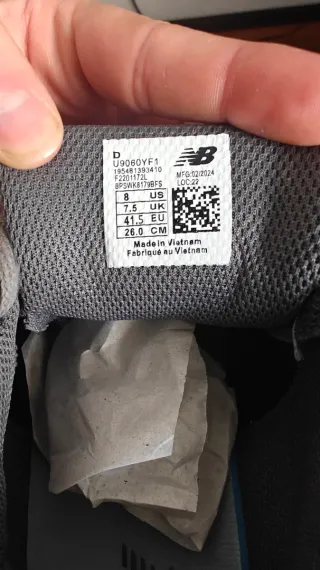 D
U9060YF1
195481393410
F2201172L
BPSWK8179BFS
NB
MFG:02/2024
LOC:22
8 US
7.5 UK
41.5 EU
26.0 CM
Made in Vietnam
Fabriqué au Vietnam